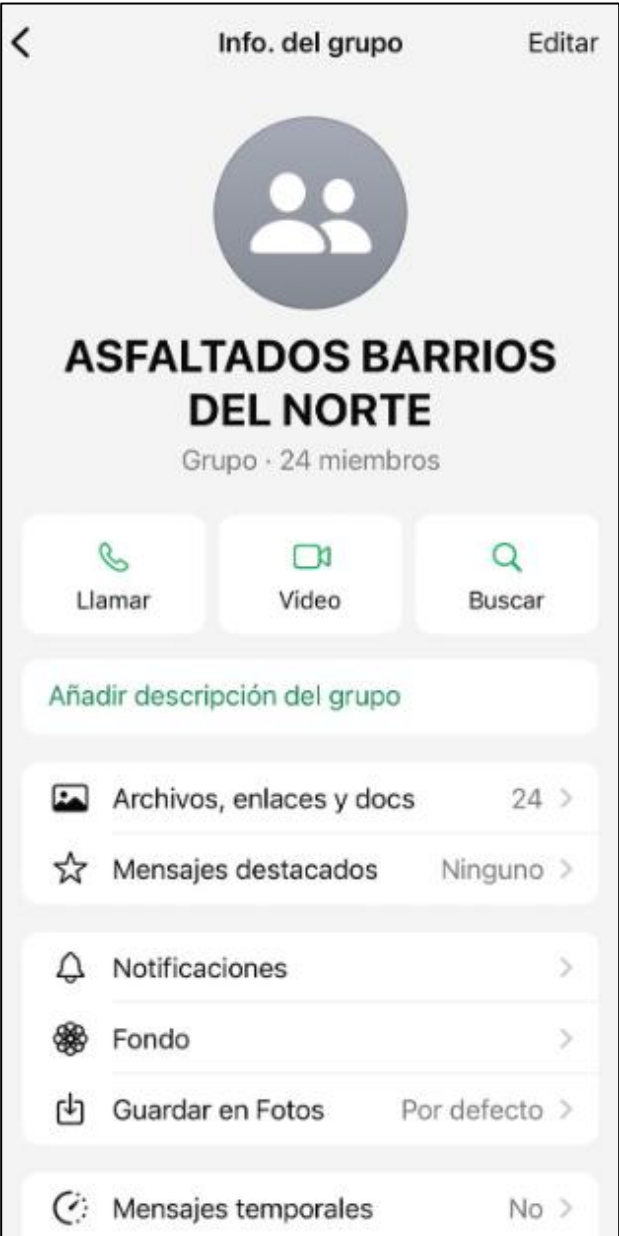 Info. del grupo Editar
ASFALTADOS BARRIOS
DEL NORTE
Grupo · 24 miembros
Llamar Video Buscar
Añadir descripción del grupo
Archivos, enlaces y docs 24
Mensajes destacados Ninguno
Notificaciones
Fondo
Guardar en Fotos Por defecto
Mensajes temporales No